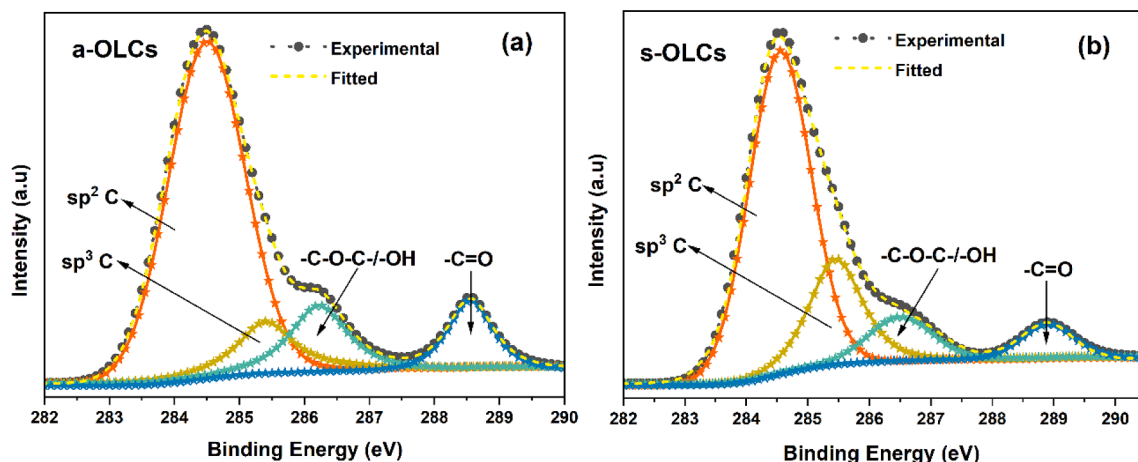 a-OLCs
(a)
Experimental
Fitted
sp² C
sp³ C
-C-O-C-/-OH
-C=O
Intensity (a.u)
282 283 284 285 286 287 288 289 290
Binding Energy (eV)
s-OLCs
(b)
Experimental
Fitted
sp² C
sp³ C
-C-O-C-/-OH
-C=O
Intensity (a.u)
282 283 284 285 286 287 288 289 290
Binding Energy (eV)